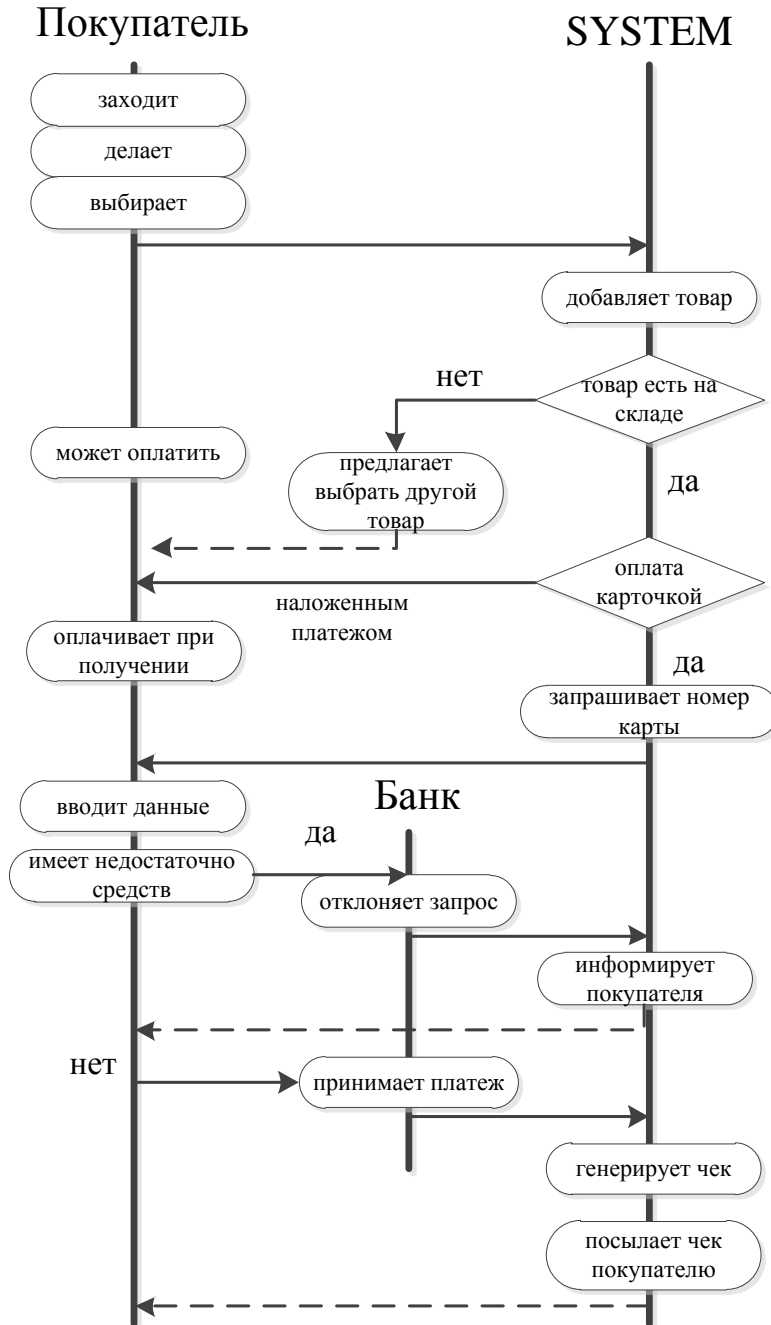 Покупатель
SYSTEM
заходит
делает
выбирает
добавляет товар
нет
товар есть на
складе
может оплатить
предлагает
выбрать другой
товар
да
оплата
карточкой
наложенным
платежом
оплачивает при
получении
да
запрашивает номер
карты
Банк
вводит данные
да
имеет недостаточно
средств
отклоняет запрос
информирует
покупателя
нет
принимает платеж
генерирует чек
посылает чек
покупателю